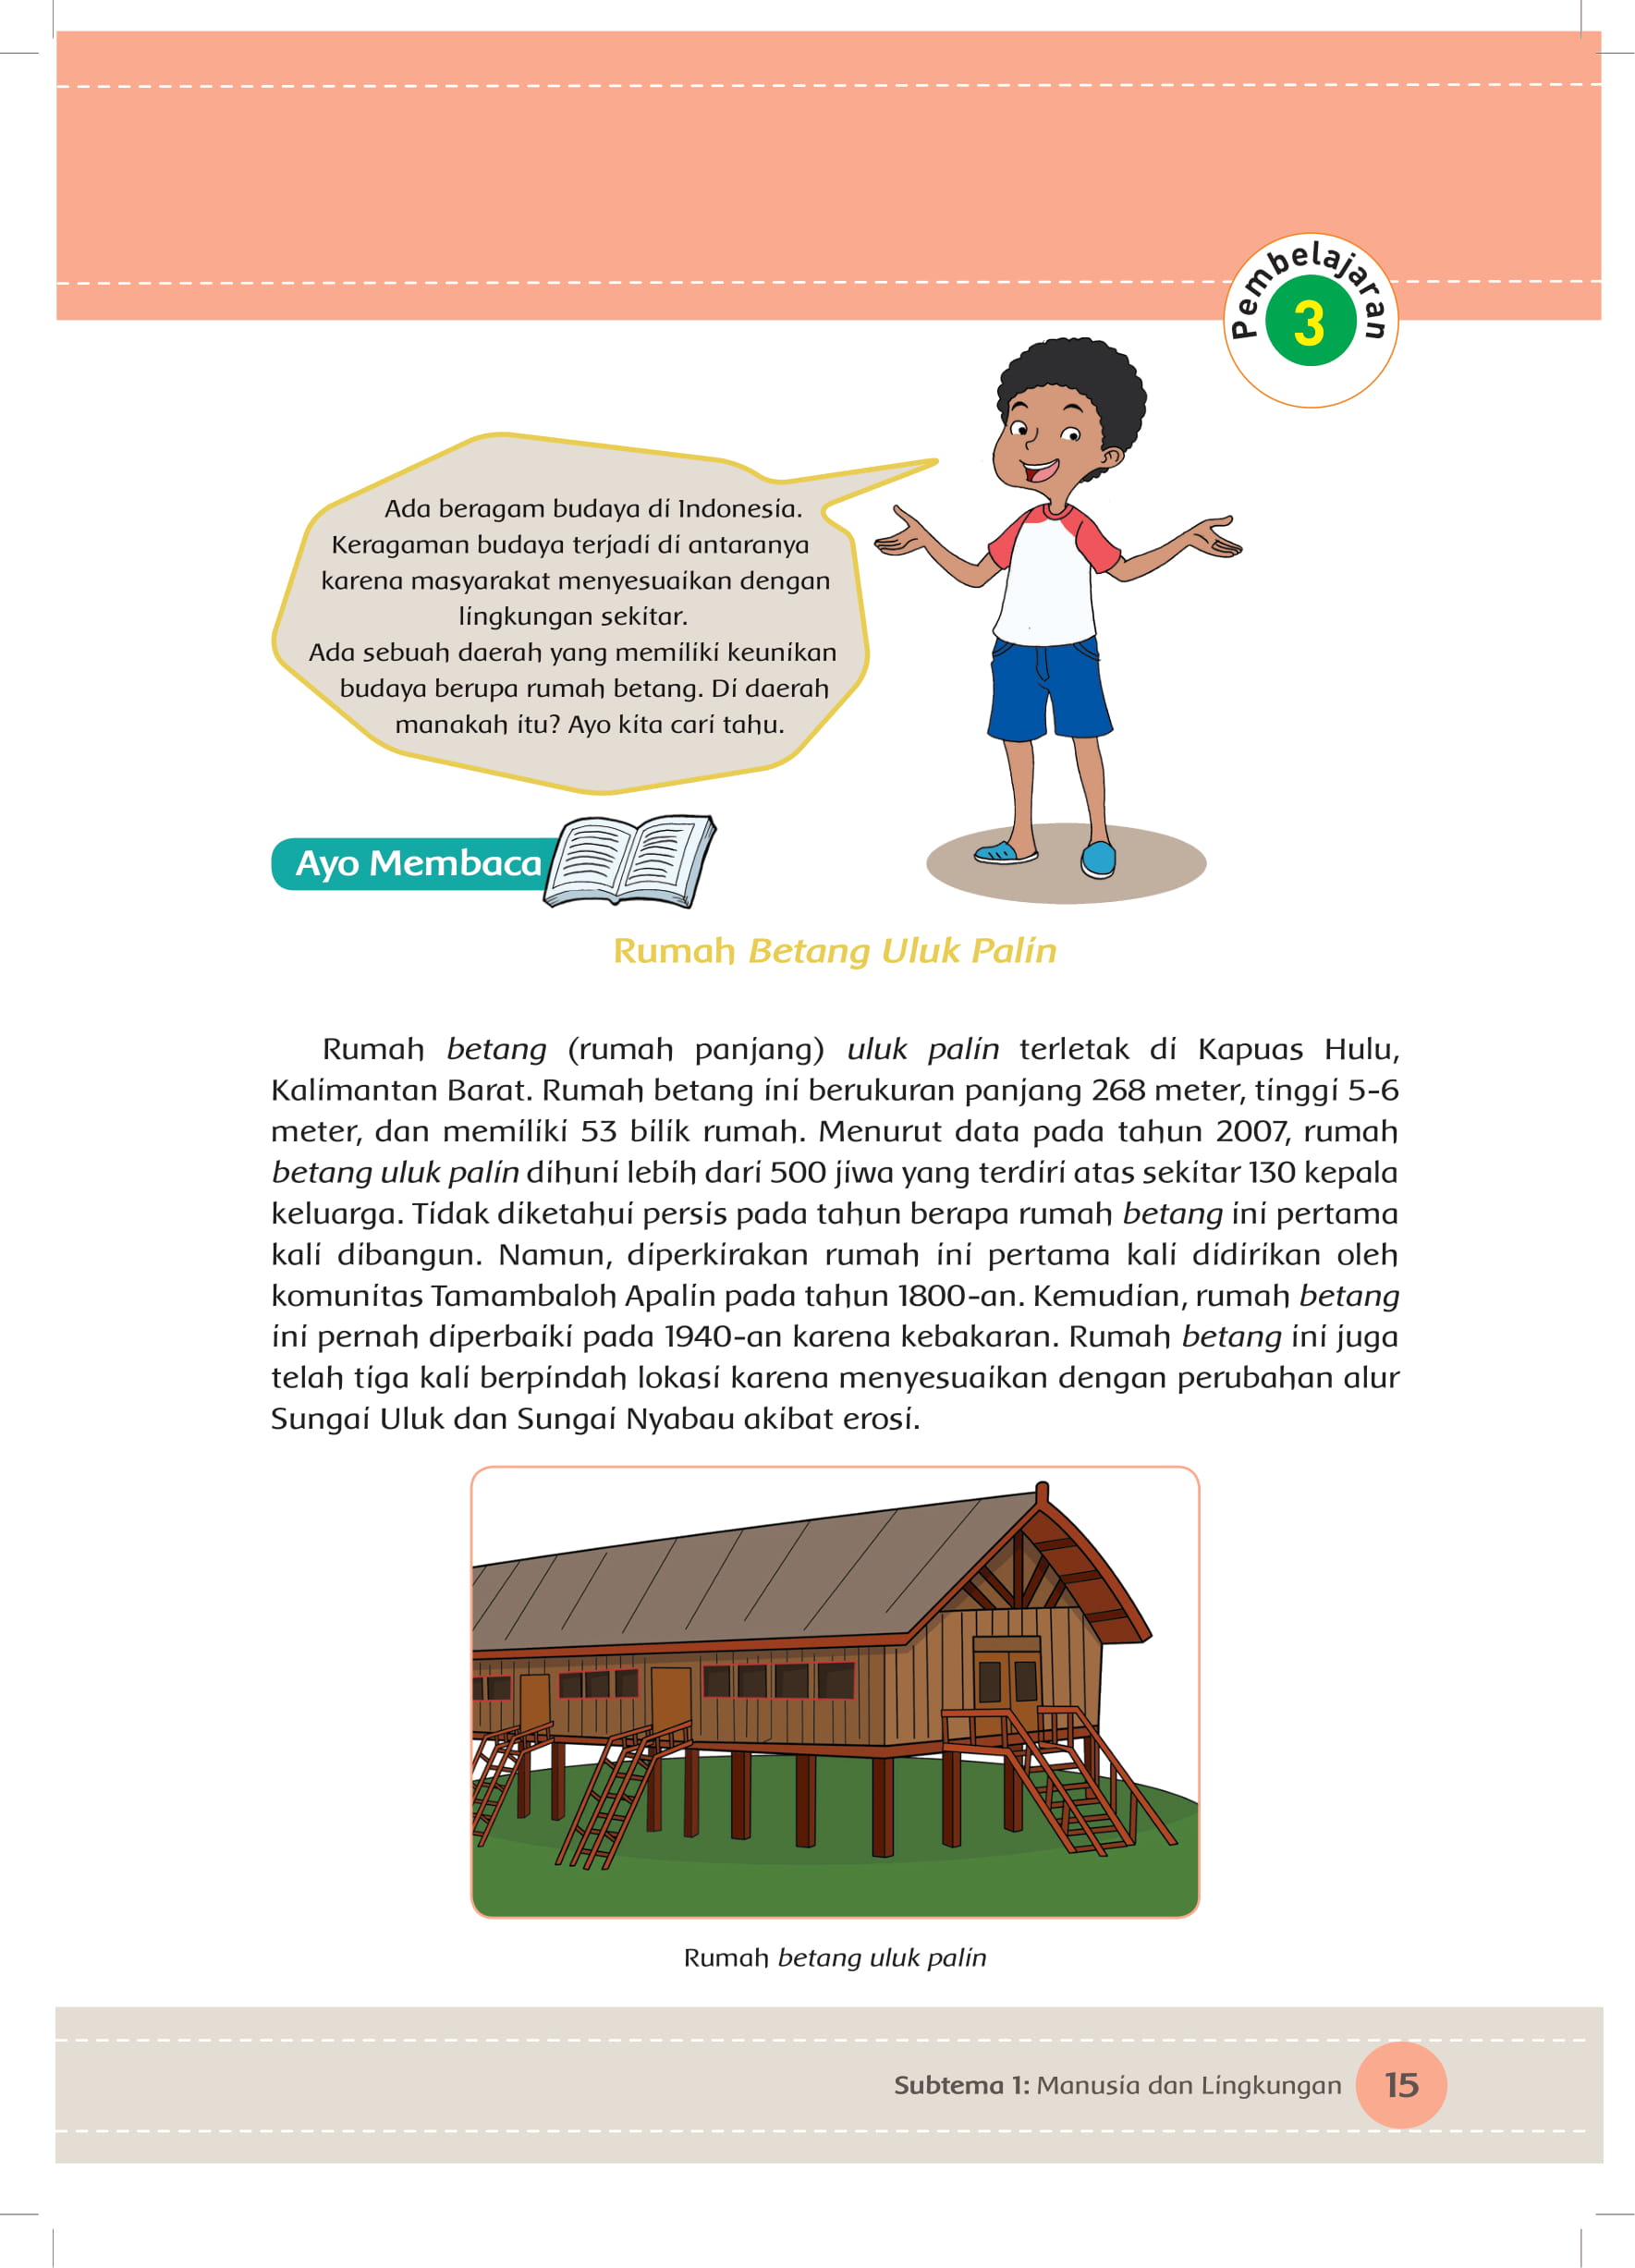 Pembelajaran
3
Ada beragam budaya di Indonesia.
Keragaman budaya terjadi di antaranya
karena masyarakat menyesuaikan dengan
lingkungan sekitar.
Ada sebuah daerah yang memiliki keunikan
budaya berupa rumah betang. Di daerah
manakah itu? Ayo kita cari tahu.
Ayo Membaca
Rumah Betang Uluk Palin
Rumah betang (rumah panjang) uluk palin terletak di Kapuas Hulu,
Kalimantan Barat. Rumah betang ini berukuran panjang 268 meter, tinggi 5-6
meter, dan memiliki 53 bilik rumah. Menurut data pada tahun 2007, rumah
betang uluk palin dihuni lebih dari 500 jiwa yang terdiri atas sekitar 130 kepala
keluarga. Tidak diketahui persis pada tahun berapa rumah betang ini pertama
kali dibangun. Namun, diperkirakan rumah ini pertama kali didirikan oleh
komunitas Tamambaloh Apalin pada tahun 1800-an. Kemudian, rumah betang
ini pernah diperbaiki pada 1940-an karena kebakaran. Rumah betang ini juga
telah tiga kali berpindah lokasi karena menyesuaikan dengan perubahan alur
Sungai Uluk dan Sungai Nyabau akibat erosi.
Rumah betang uluk palin
Subtema 1: Manusia dan Lingkungan
15